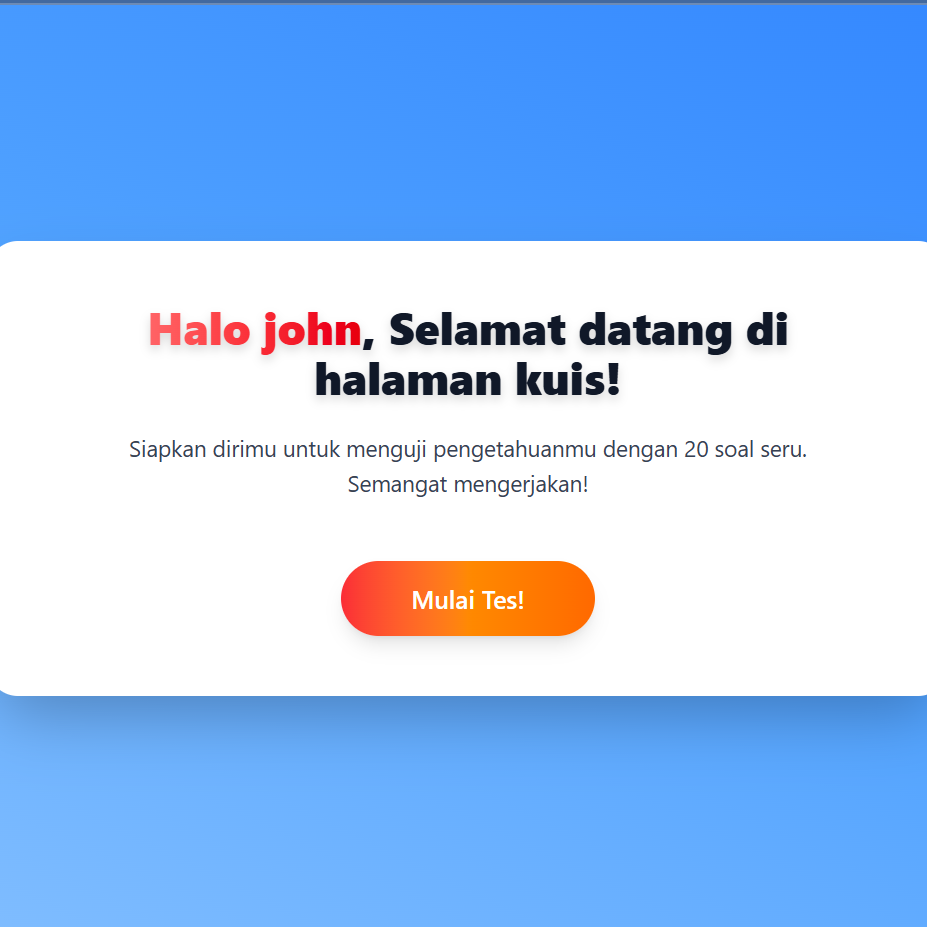 Halo john, Selamat datang di
halaman kuis!
Siapkan dirimu untuk menguji pengetahuanmu dengan 20 soal seru.
Semangat mengerjakan!
Mulai Tes!